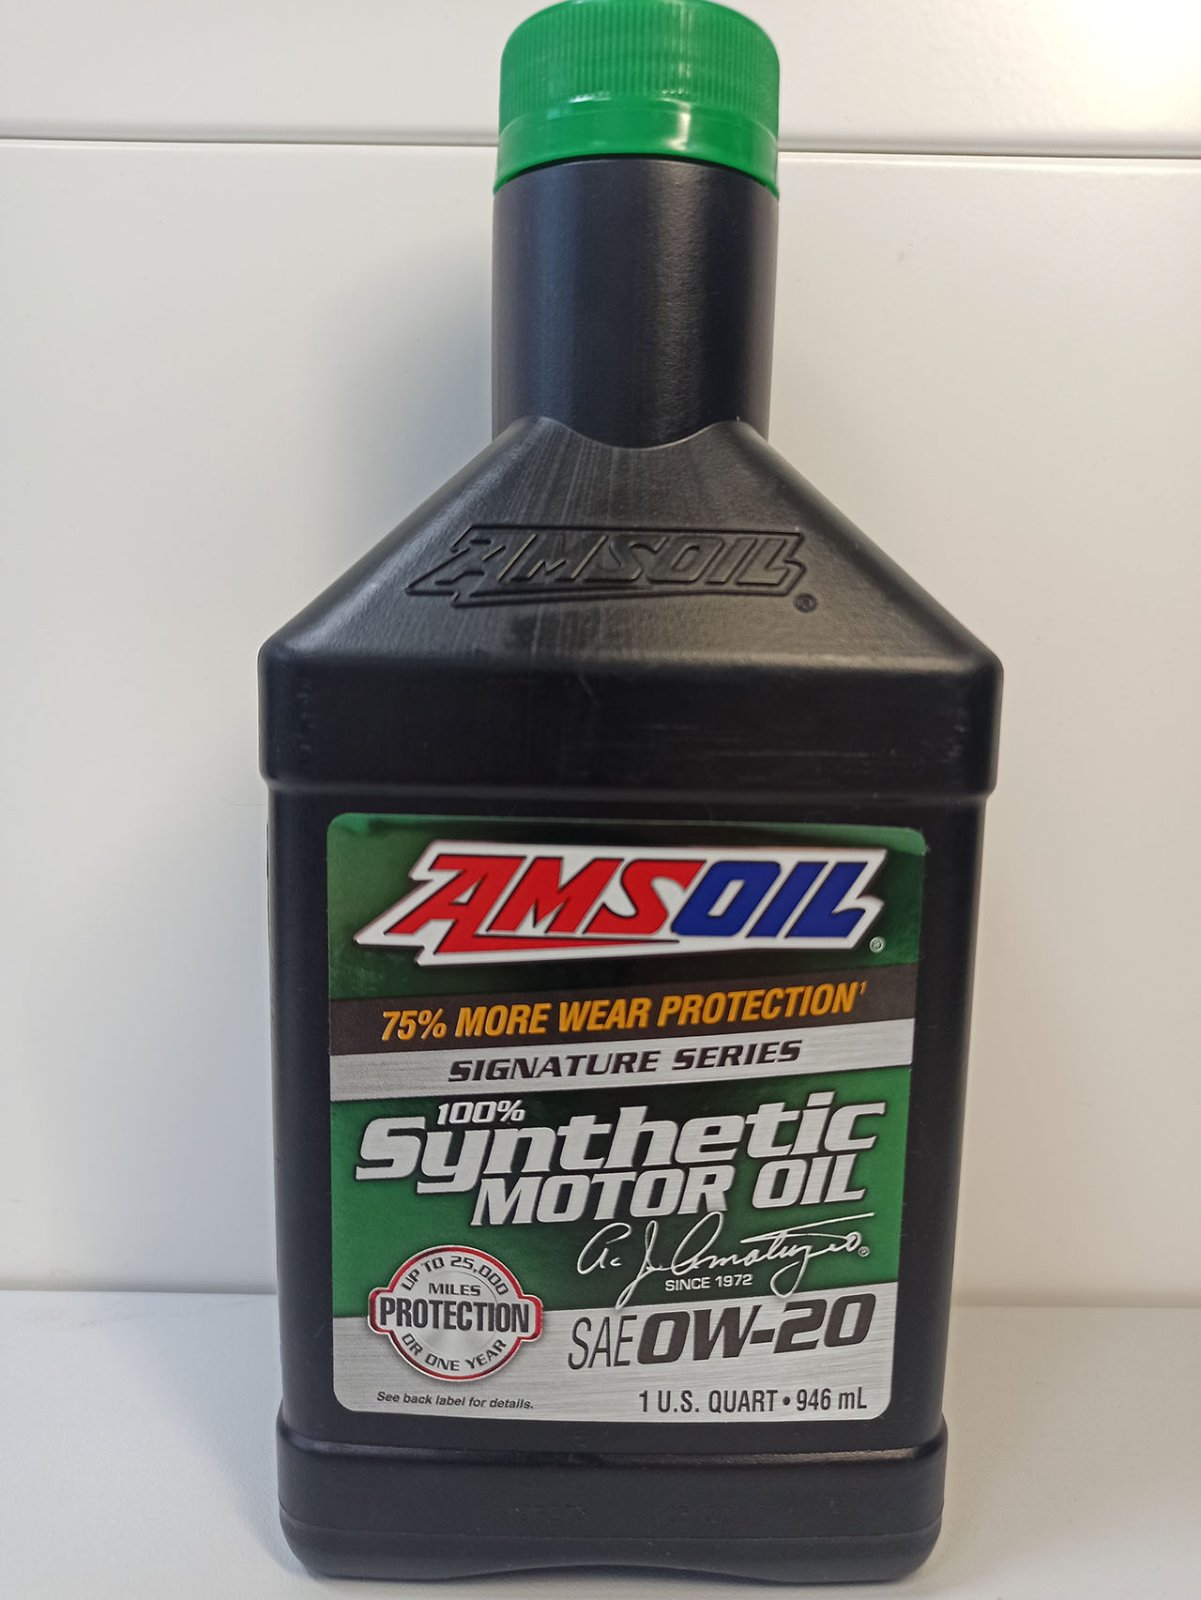 AMSOIL®
AMSOIL®
75% MORE WEAR PROTECTION¹
SIGNATURE SERIES
100%
Synthetic
MOTOR OIL
A. J. Amatuzio®
SINCE 1972
UP TO 25,000
MILES
PROTECTION
OR ONE YEAR
SAE 0W-20
See back label for details.
1 U.S. QUART • 946 mL